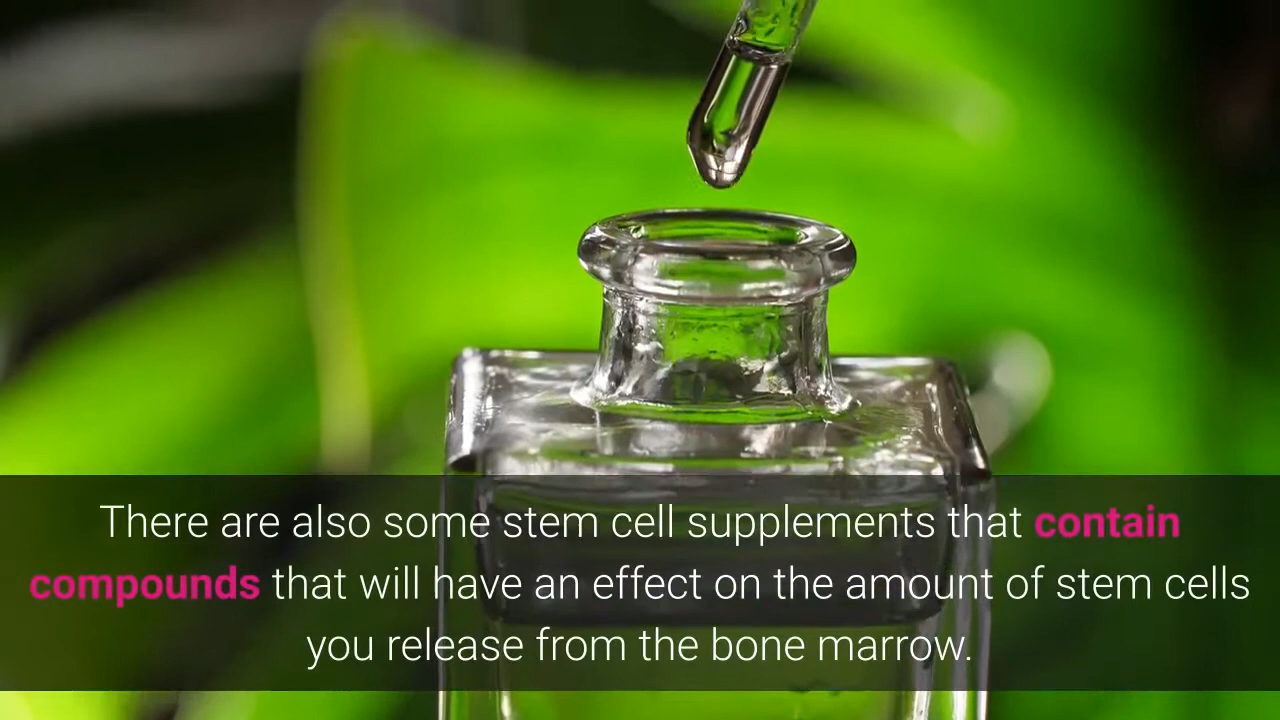 There are also some stem cell supplements that contain
compounds that will have an effect on the amount of stem cells
you release from the bone marrow.